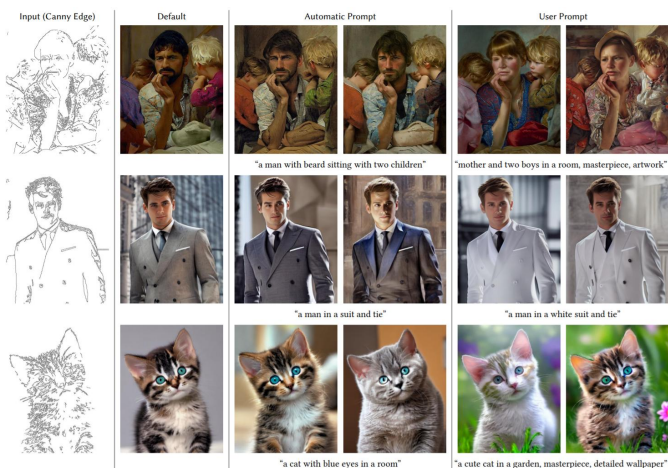 Input (Canny Edge)
Default
Automatic Prompt
User Prompt
“a man with beard sitting with two children”
“mother and two boys in a room, masterpiece, artwork”
“a man in a suit and tie”
“a man in a white suit and tie”
“a cat with blue eyes in a room”
“a cute cat in a garden, masterpiece, detailed wallpaper”